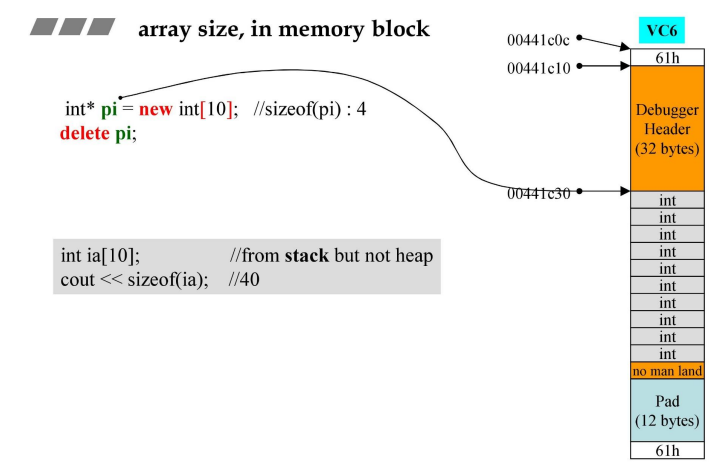 array size, in memory block
VC6
00441c0c
61h
00441c10
Debugger
Header
(32 bytes)
int* pi = new int[10]; //sizeof(pi) : 4
delete pi;
00441c30
int
int
int
int
int
int
int
int
int
int
int ia[10]; //from stack but not heap
cout << sizeof(ia); //40
no man land
Pad
(12 bytes)
61h